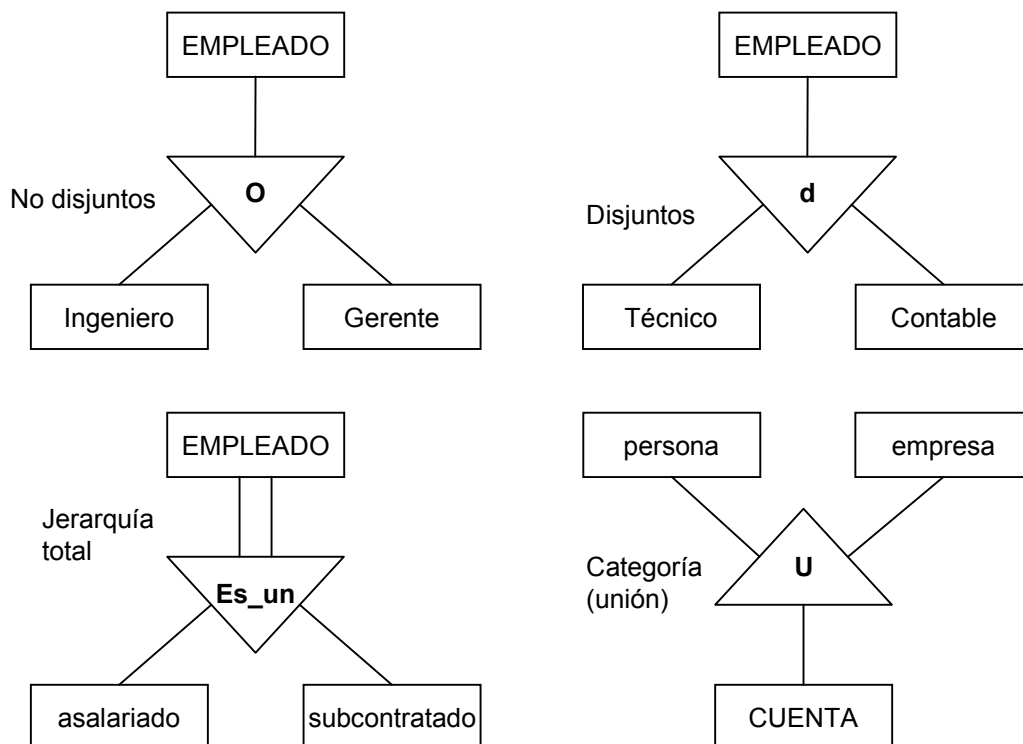 EMPLEADO
O
No disjuntos
Ingeniero
Gerente
EMPLEADO
d
Disjuntos
Técnico
Contable
EMPLEADO
Jerarquía
total
Es_un
asalariado
subcontratado
persona
empresa
U
Categoría
(unión)
CUENTA